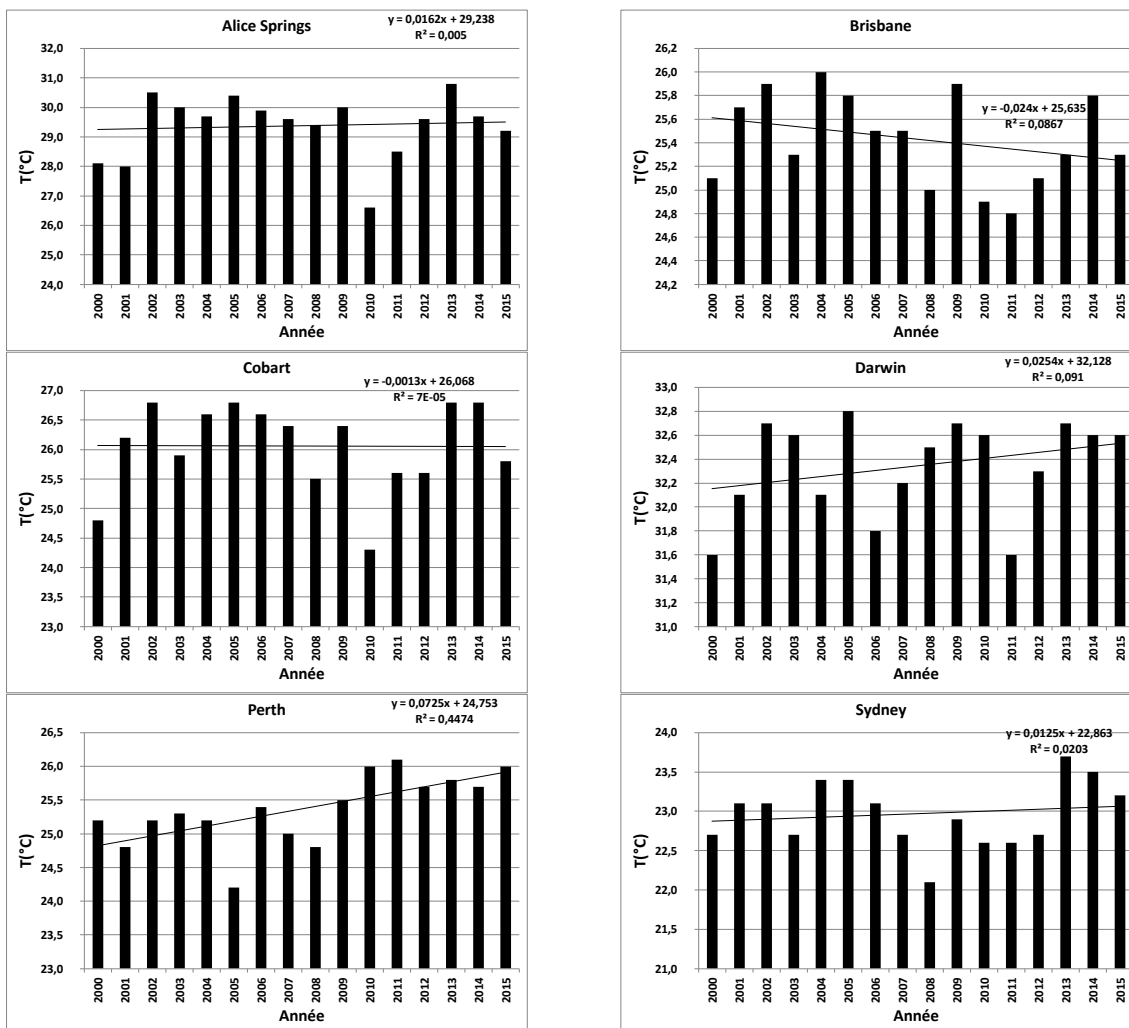 Alice Springs
y = 0,0162x + 29,238
R² = 0,005
32,0
31,0
30,0
29,0
28,0
27,0
26,0
25,0
24,0
T(°C)
2000 2001 2002 2003 2004 2005 2006 2007 2008 2009 2010 2011 2012 2013 2014 2015
Année
Brisbane
y = -0,024x + 25,635
R² = 0,0867
26,2
26,0
25,8
25,6
25,4
25,2
25,0
24,8
24,6
24,4
24,2
T(°C)
2000 2001 2002 2003 2004 2005 2006 2007 2008 2009 2010 2011 2012 2013 2014 2015
Année
Cobart
y = -0,0013x + 26,068
R² = 7E-05
27,0
26,5
26,0
25,5
25,0
24,5
24,0
23,5
23,0
T(°C)
2000 2001 2002 2003 2004 2005 2006 2007 2008 2009 2010 2011 2012 2013 2014 2015
Année
Darwin
y = 0,0254x + 32,128
R² = 0,091
33,0
32,8
32,6
32,4
32,2
32,0
31,8
31,6
31,4
31,2
31,0
T(°C)
2000 2001 2002 2003 2004 2005 2006 2007 2008 2009 2010 2011 2012 2013 2014 2015
Année
Perth
y = 0,0725x + 24,753
R² = 0,4474
26,5
26,0
25,5
25,0
24,5
24,0
23,5
23,0
T(°C)
2000 2001 2002 2003 2004 2005 2006 2007 2008 2009 2010 2011 2012 2013 2014 2015
Année
Sydney
y = 0,0125x + 22,863
R² = 0,0203
24,0
23,5
23,0
22,5
22,0
21,5
21,0
T(°C)
2000 2001 2002 2003 2004 2005 2006 2007 2008 2009 2010 2011 2012 2013 2014 2015
Année